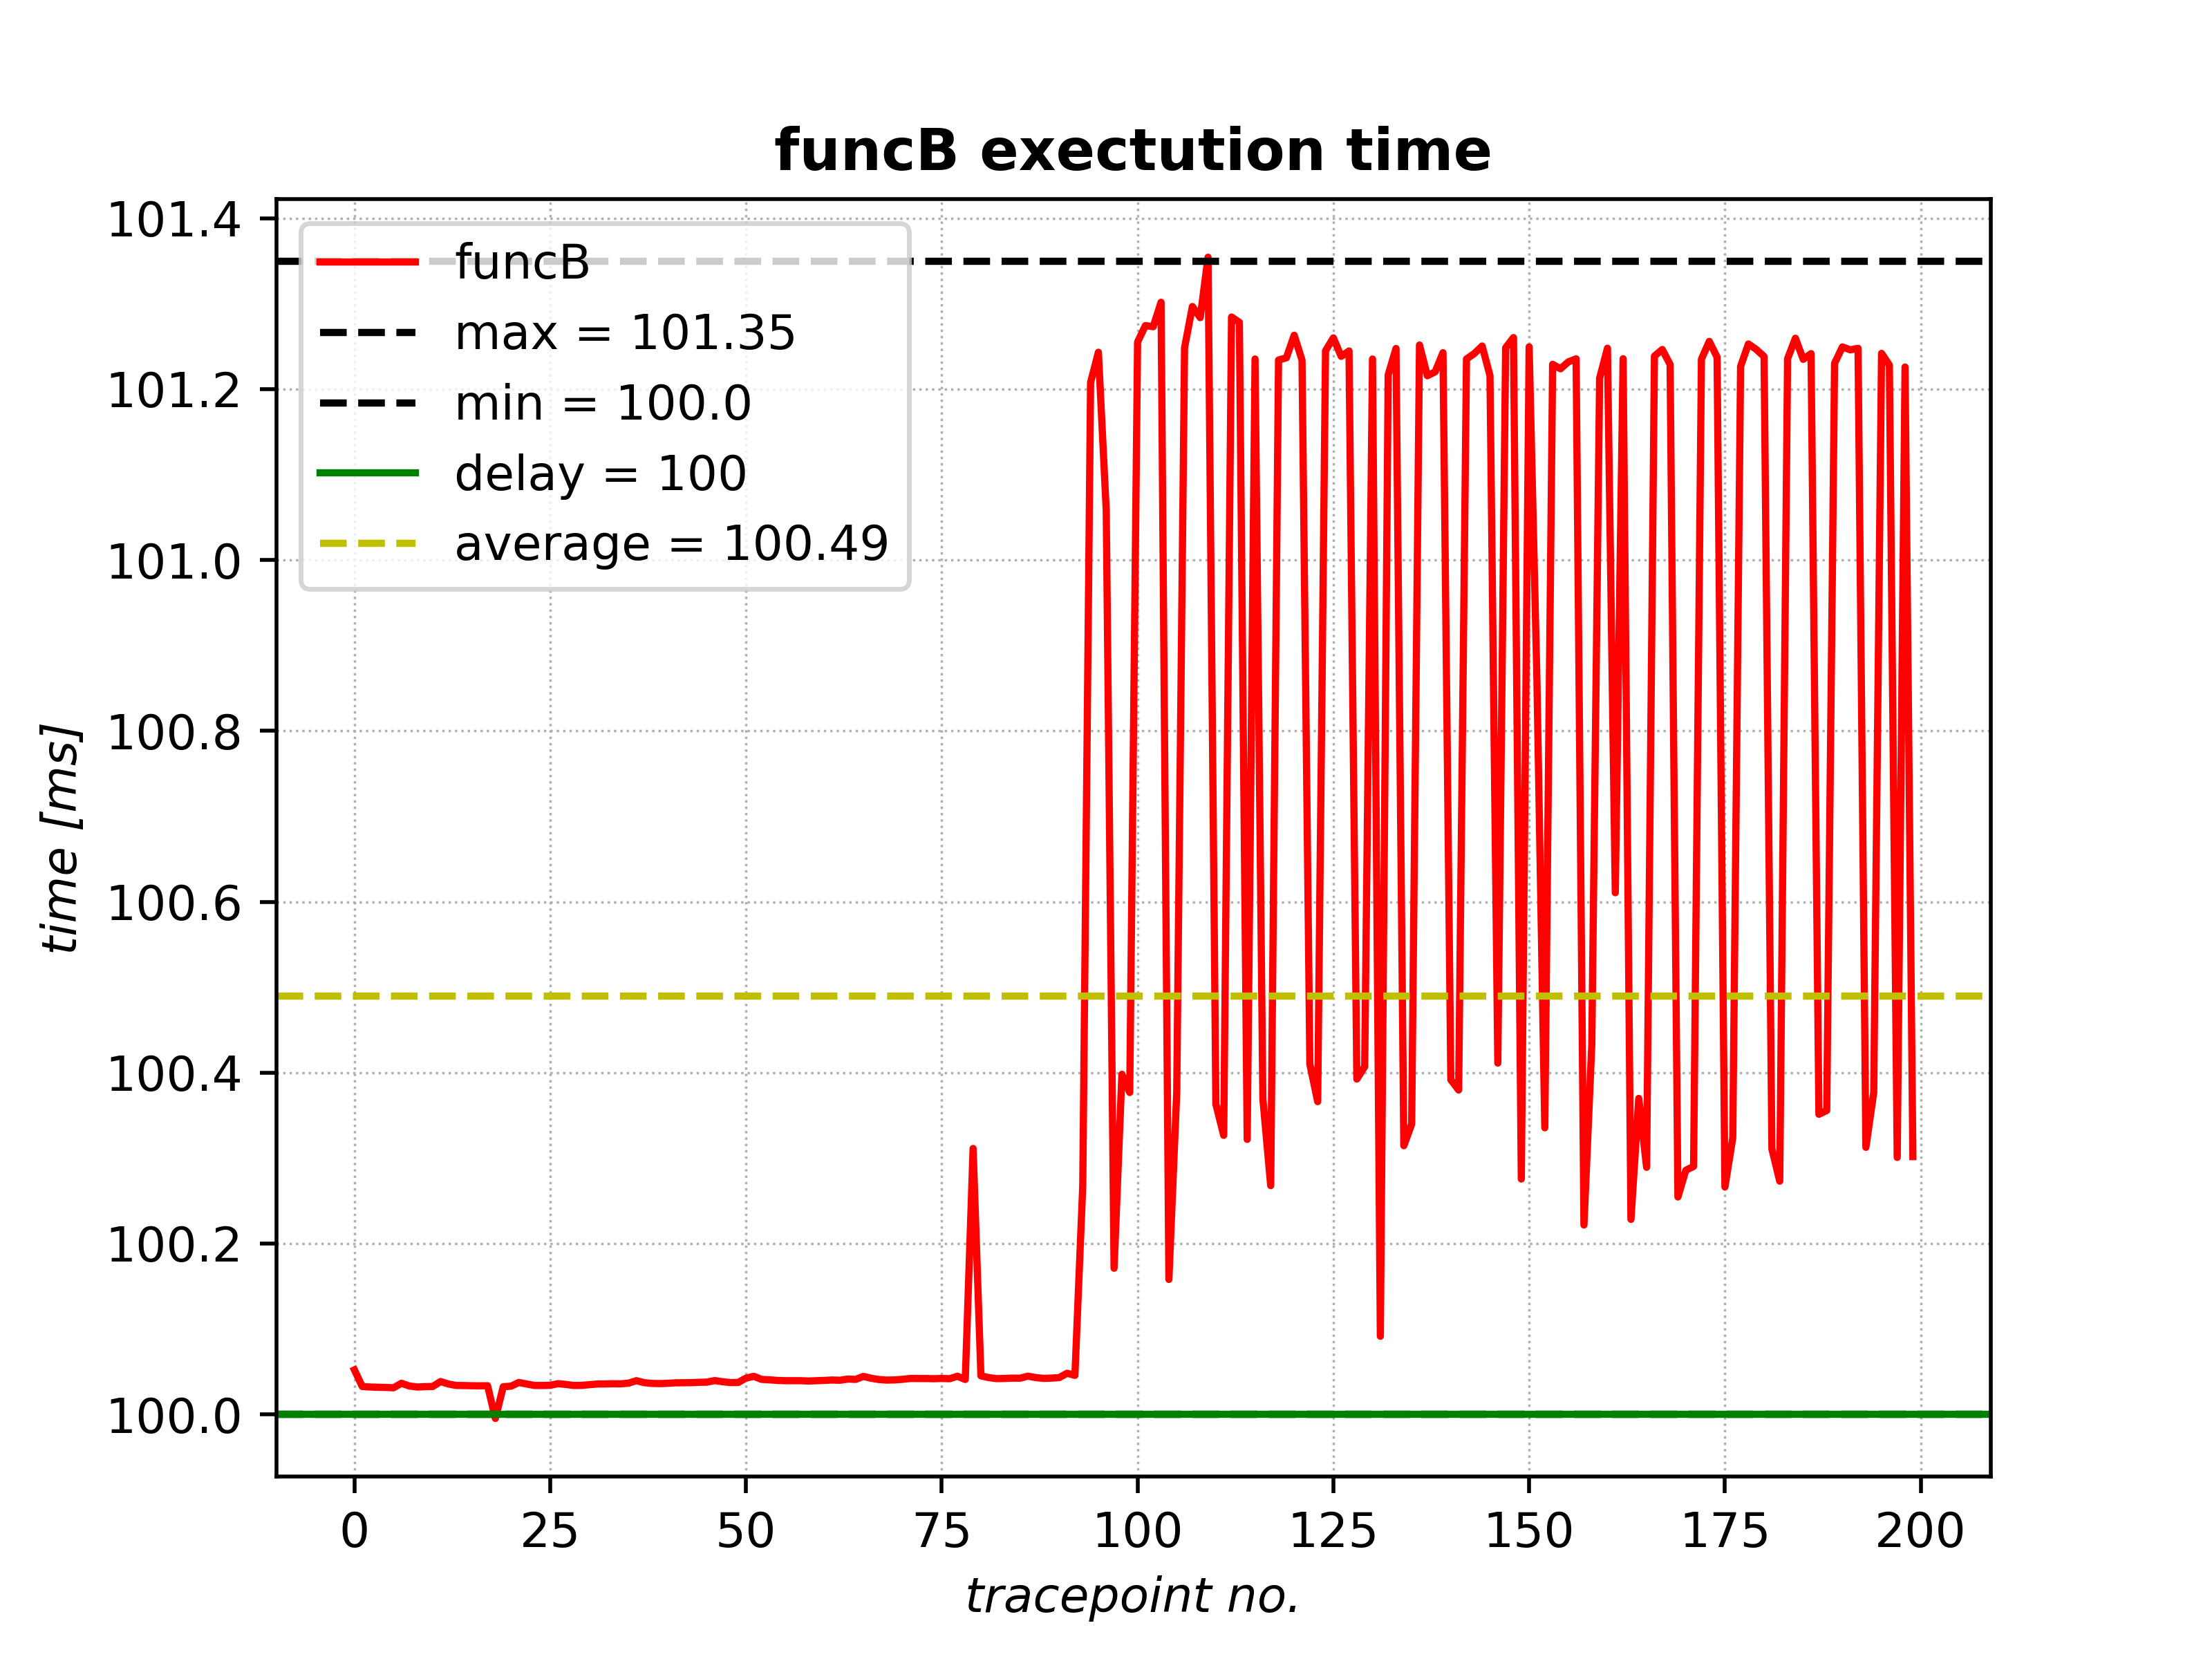 funcB exectution time
101.4
101.2
101.0
100.8
100.6
100.4
100.2
100.0
time [ms]
funcB
max = 101.35
min = 100.0
delay = 100
average = 100.49
0 25 50 75 100 125 150 175 200
tracepoint no.